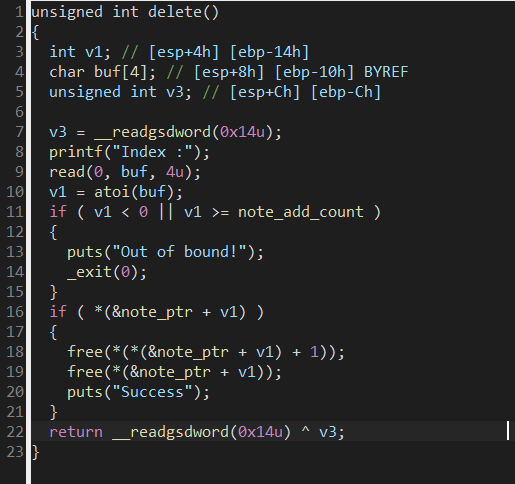 1 unsigned int delete()
2 {
3   int v1; // [esp+4h] [ebp-14h]
4   char buf[4]; // [esp+8h] [ebp-10h] BYREF
5   unsigned int v3; // [esp+Ch] [ebp-Ch]
6
7   v3 = __readgsdword(0x14u);
8   printf("Index :");
9   read(0, buf, 4u);
10   v1 = atoi(buf);
11   if ( v1 < 0 || v1 >= note_add_count )
12   {
13     puts("Out of bound!");
14     _exit(0);
15   }
16   if ( *(&note_ptr + v1) )
17   {
18     free(*(*(&note_ptr + v1) + 1));
19     free(*(&note_ptr + v1));
20     puts("Success");
21   }
22   return __readgsdword(0x14u) ^ v3;
23 }